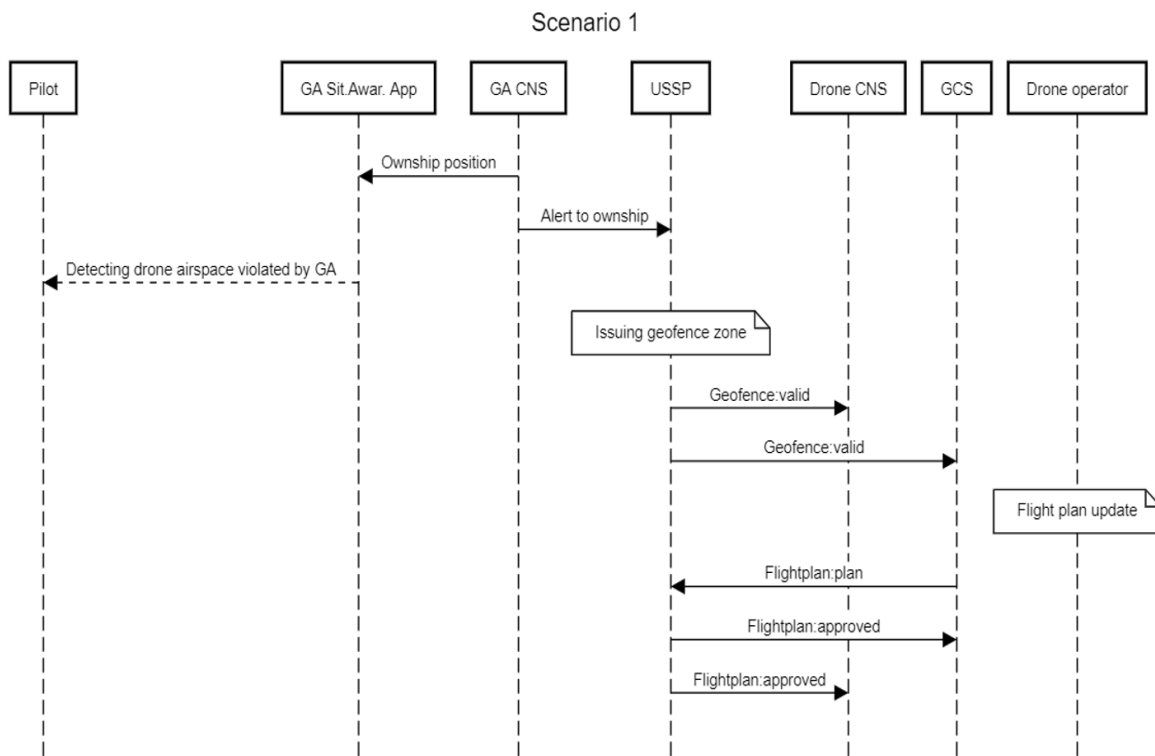 Scenario 1
Pilot
GA Sit.Awar. App
GA CNS
USSP
Drone CNS
GCS
Drone operator
Ownship position
Alert to ownship
Detecting drone airspace violated by GA
Issuing geofence zone
Geofence:valid
Geofence:valid
Flight plan update
Flightplan:plan
Flightplan:approved
Flightplan:approved